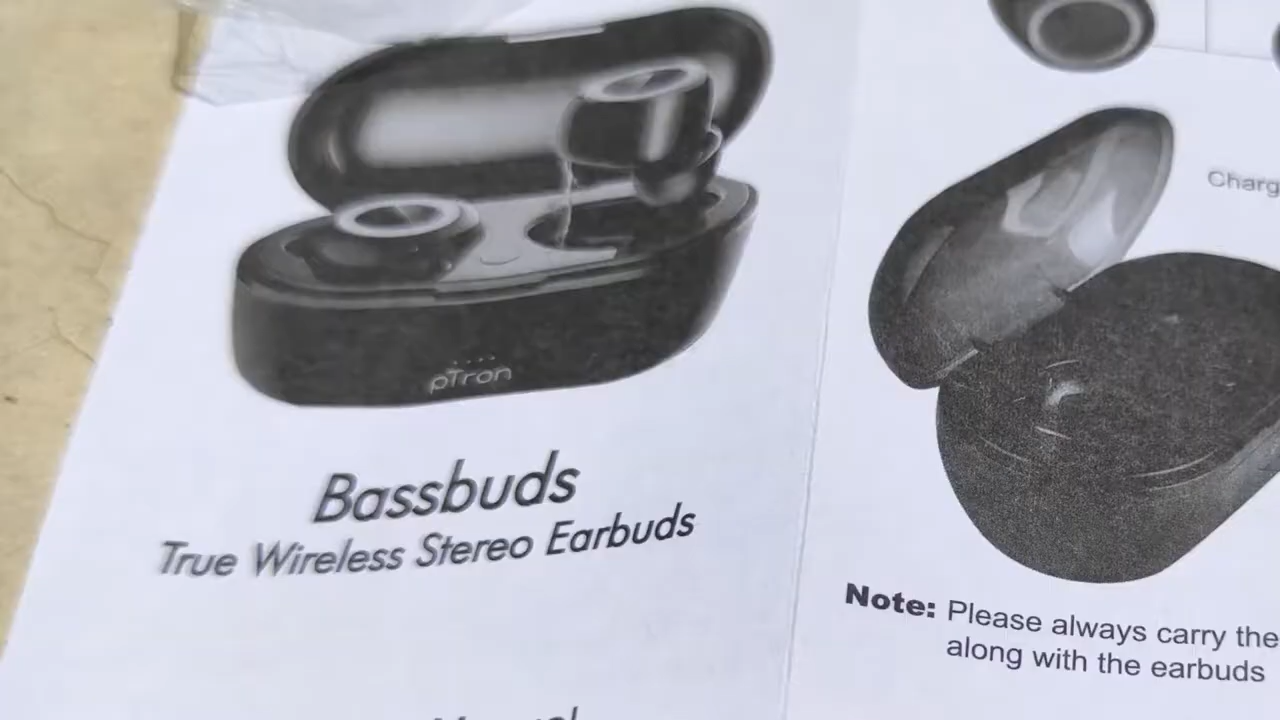 pTron
Bassbuds
True Wireless Stereo Earbuds
Charg
Note: Please always carry the
along with the earbuds